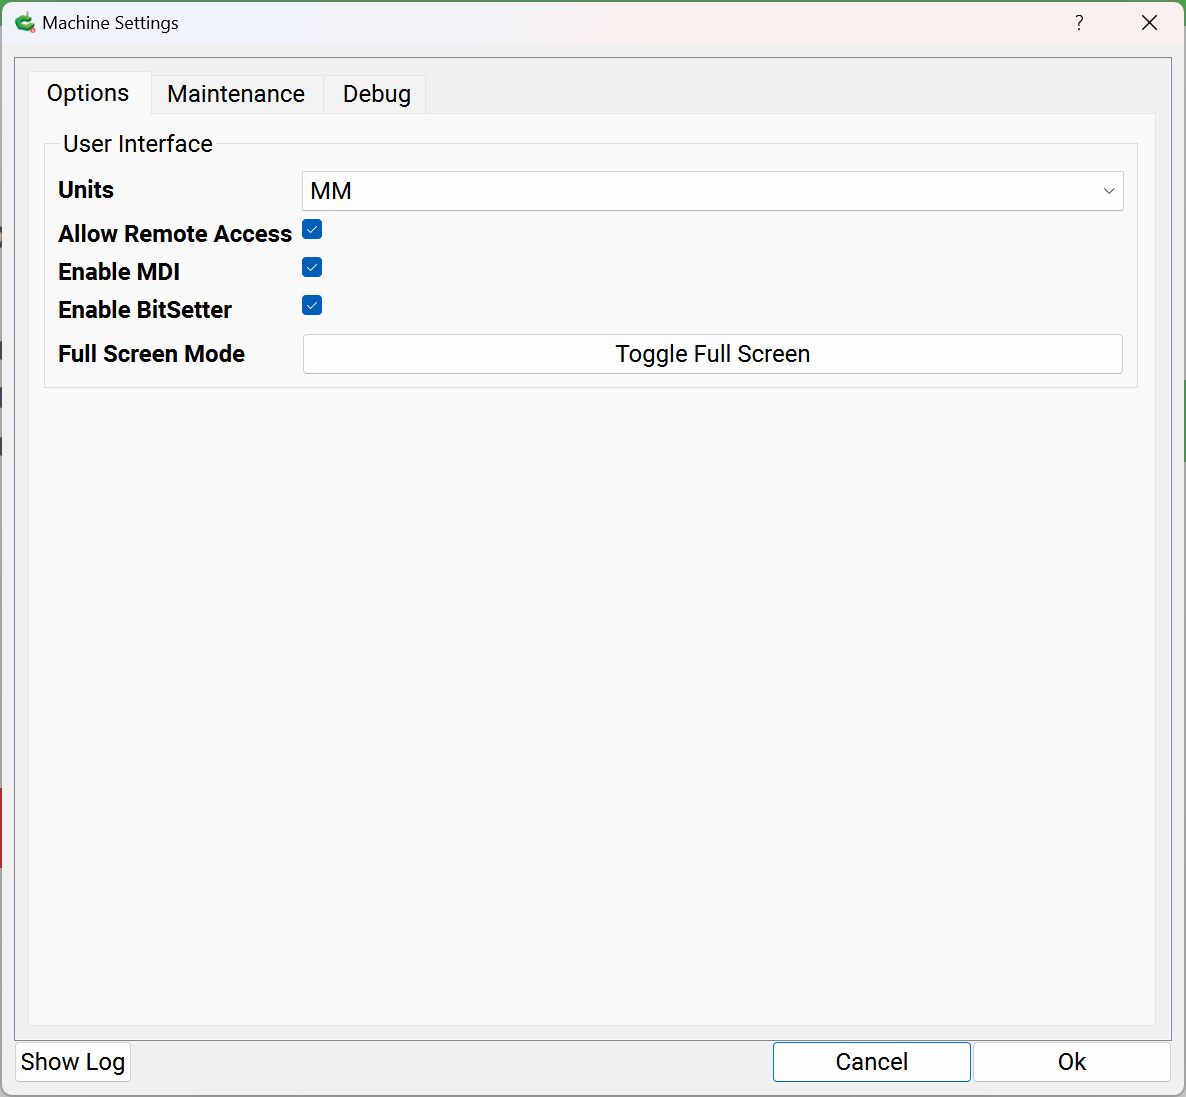 Machine Settings
?
Options Maintenance Debug
User Interface
Units MM
Allow Remote Access
Enable MDI
Enable BitSetter
Full Screen Mode Toggle Full Screen
Show Log Cancel Ok